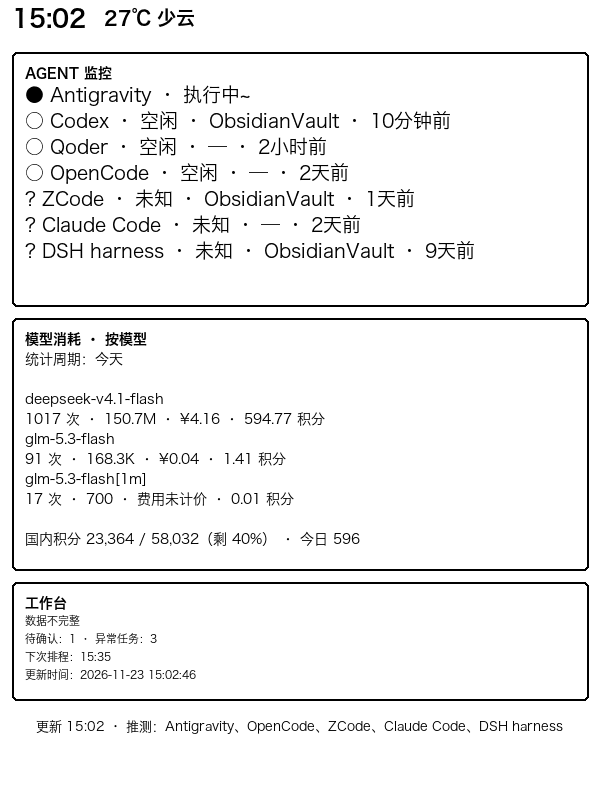 15:02 27℃ 少云
AGENT 监控
● Antigravity · 执行中~
○ Codex · 空闲 · ObsidianVault · 10分钟前
○ Qoder · 空闲 · — · 2小时前
○ OpenCode · 空闲 · — · 2天前
? ZCode · 未知 · ObsidianVault · 1天前
? Claude Code · 未知 · — · 2天前
? DSH harness · 未知 · ObsidianVault · 9天前
模型消耗 · 按模型
统计周期：今天
deepseek-v4.1-flash
1017 次 · 150.7M · ¥4.16 · 594.77 积分
glm-5.3-flash
91 次 · 168.3K · ¥0.04 · 1.41 积分
glm-5.3-flash[1m]
17 次 · 700 · 费用未计价 · 0.01 积分
国内积分 23,364 / 58,032（剩 40%） · 今日 596
工作台
数据不完整
待确认：1 · 异常任务：3
下次排程：15:35
更新时间：2026-11-23 15:02:46
更新 15:02 · 推测：Antigravity、OpenCode、ZCode、Claude Code、DSH harness